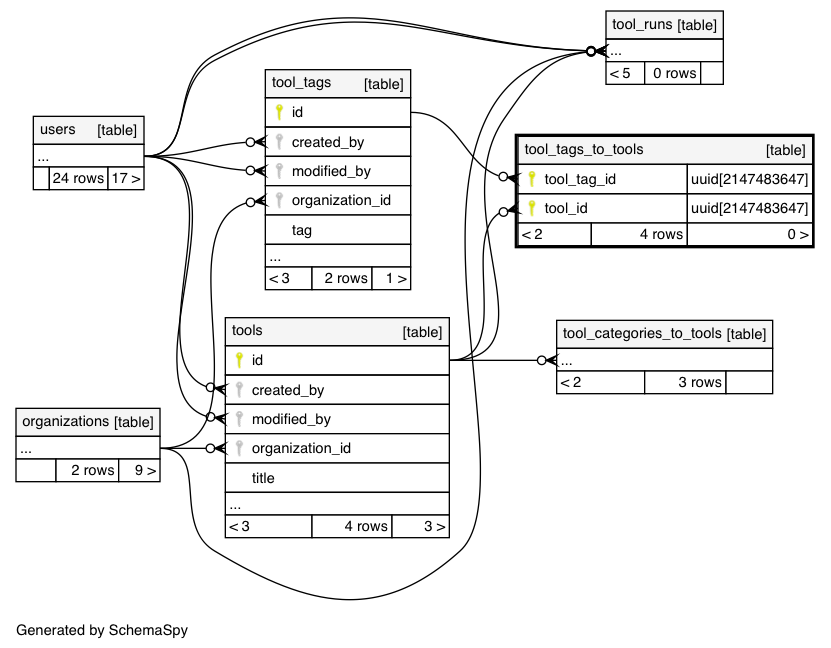 tool_runs [table]
...
< 5 0 rows
tool_tags [table]
id
created_by
modified_by
organization_id
tag
...
< 3 2 rows 1 >
users [table]
...
24 rows 17 >
tool_tags_to_tools [table]
tool_tag_id uuid[2147483647]
tool_id uuid[2147483647]
< 2 4 rows 0 >
tools [table]
id
created_by
modified_by
organization_id
title
...
< 3 4 rows 3 >
tool_categories_to_tools [table]
...
< 2 3 rows
organizations [table]
...
2 rows 9 >
Generated by SchemaSpy